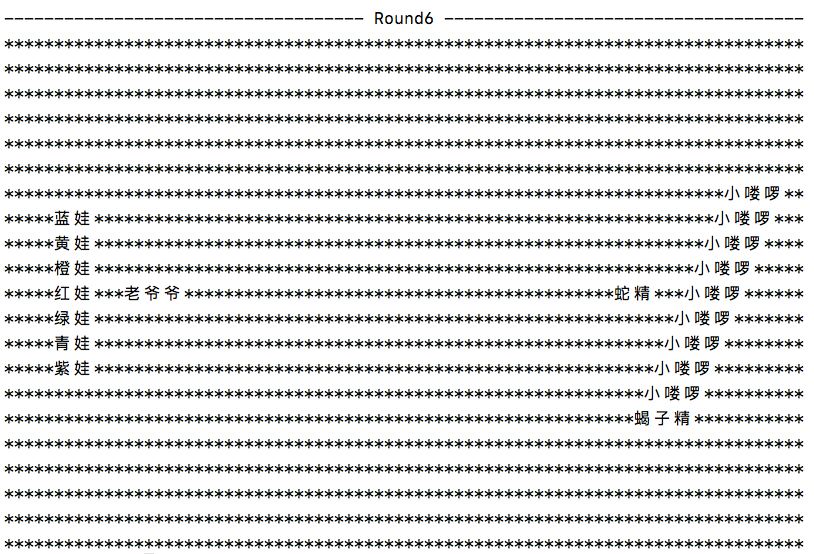 ------------------------------------ Round6 ------------------------------------
********************************************************************************
********************************************************************************
********************************************************************************
********************************************************************************
********************************************************************************
********************************************************************************
************************************************************************小喽啰**
*****蓝娃**************************************************************小喽啰***
*****黄娃*************************************************************小喽啰****
*****橙娃************************************************************小喽啰*****
*****红娃***老爷爷*******************************************蛇精***小喽啰******
*****绿娃**********************************************************小喽啰*******
*****青娃*********************************************************小喽啰********
*****紫娃********************************************************小喽啰*********
****************************************************************小喽啰**********
***************************************************************蝎子精***********
********************************************************************************
********************************************************************************
********************************************************************************
********************************************************************************
********************************************************************************